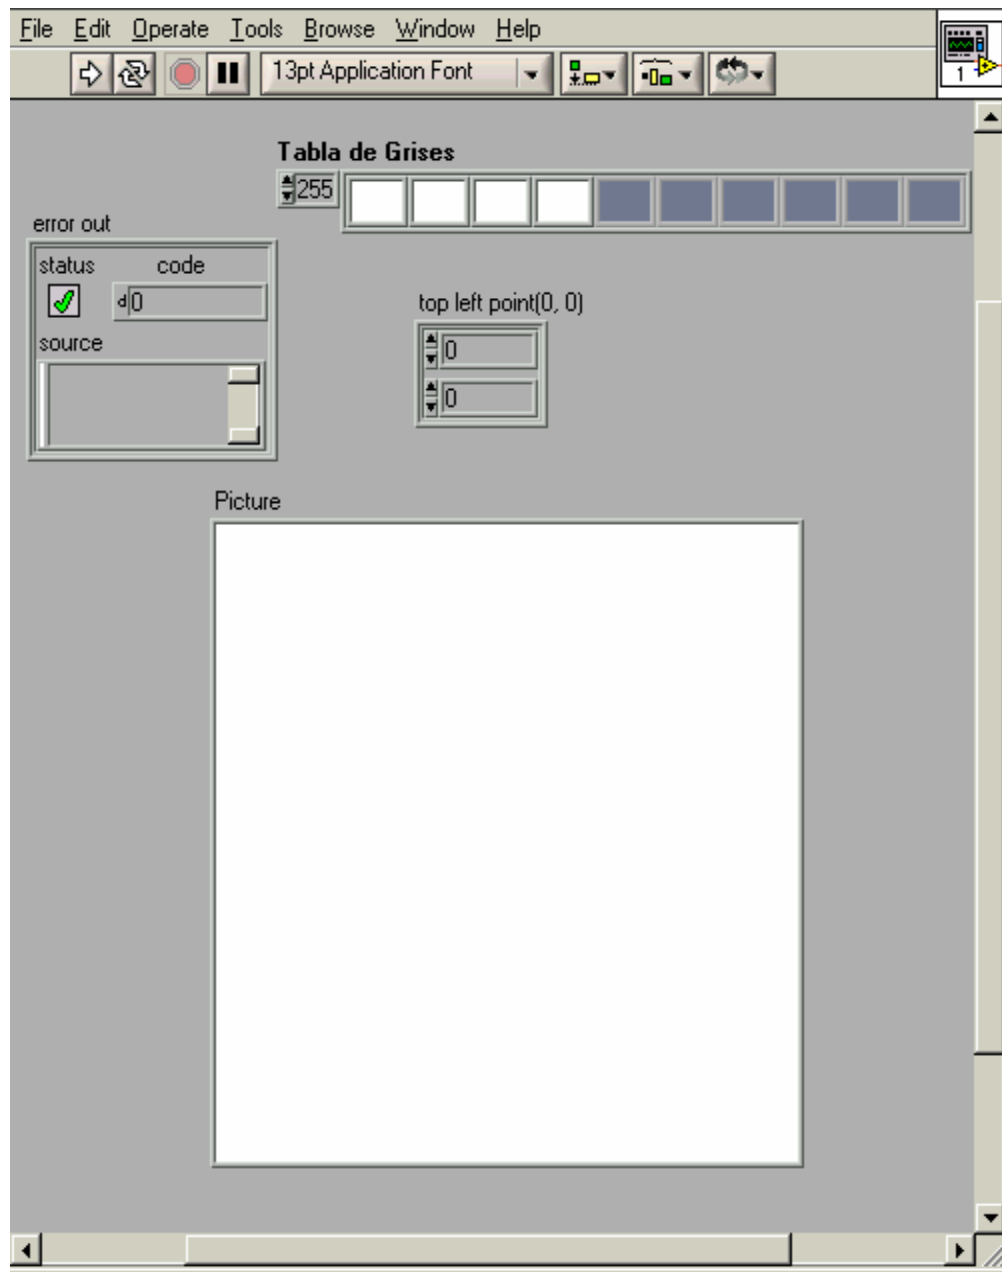 File Edit Operate Tools Browse Window Help
13pt Application Font
1
Tabla de Grises
255
error out
status code
d 0
source
top left point(0, 0)
0
0
Picture